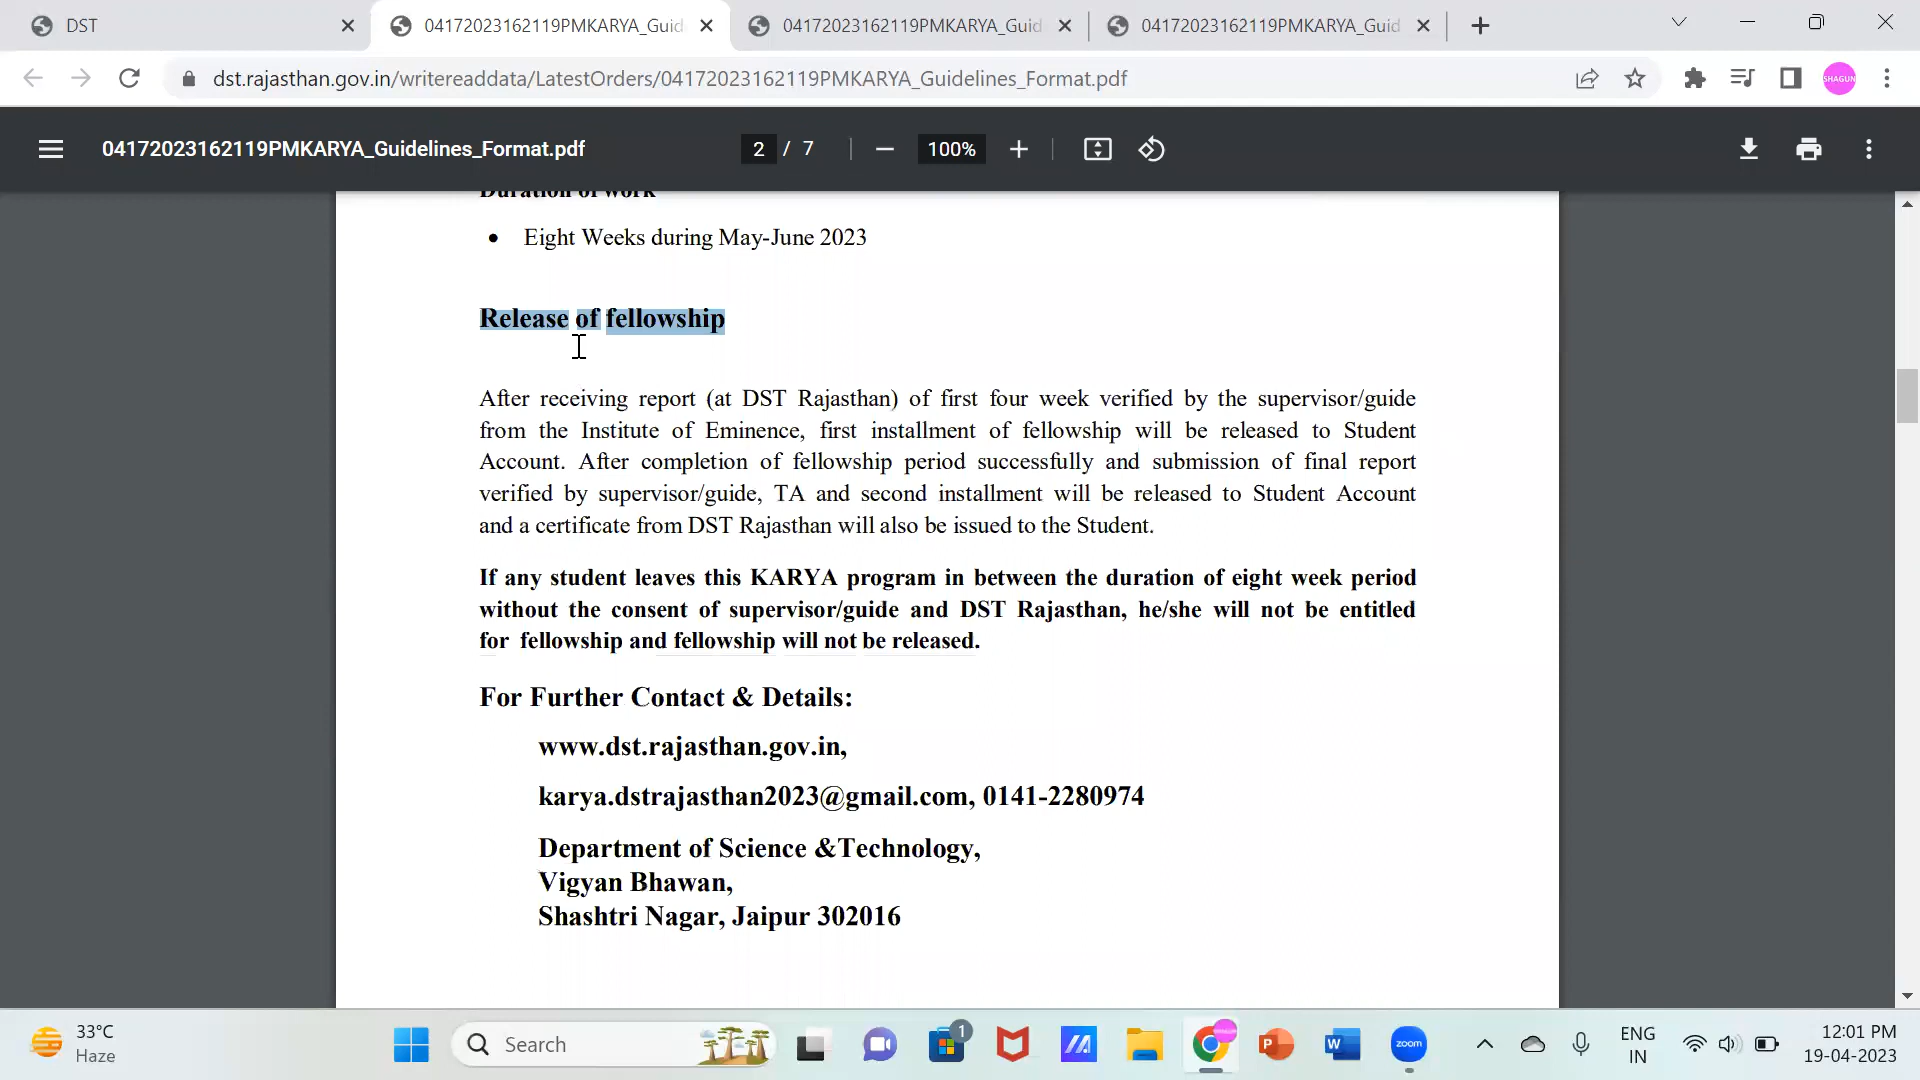 DST
04172023162119PMKARYA_Guid
04172023162119PMKARYA_Guid
04172023162119PMKARYA_Guid
dst.rajasthan.gov.in/writereaddata/LatestOrders/04172023162119PMKARYA_Guidelines_Format.pdf
SHAGUN
04172023162119PMKARYA_Guidelines_Format.pdf
2 / 7
100%
Duration of work
• Eight Weeks during May-June 2023
Release of fellowship
After receiving report (at DST Rajasthan) of first four week verified by the supervisor/guide
from the Institute of Eminence, first installment of fellowship will be released to Student
Account. After completion of fellowship period successfully and submission of final report
verified by supervisor/guide, TA and second installment will be released to Student Account
and a certificate from DST Rajasthan will also be issued to the Student.
If any student leaves this KARYA program in between the duration of eight week period
without the consent of supervisor/guide and DST Rajasthan, he/she will not be entitled
for fellowship and fellowship will not be released.
For Further Contact & Details:
www.dst.rajasthan.gov.in,
karya.dstrajasthan2023@gmail.com, 0141-2280974
Department of Science &Technology,
Vigyan Bhawan,
Shashtri Nagar, Jaipur 302016
33°C
Haze
Search
1
P
W
zoom
ENG
IN
12:01 PM
19-04-2023